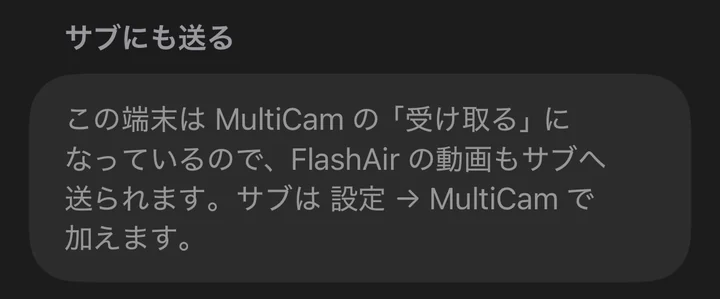 サブにも送る
この端末は MultiCam の「受け取る」に
なっているので、FlashAir の動画もサブへ
送られます。サブは 設定 → MultiCam で
加えます。